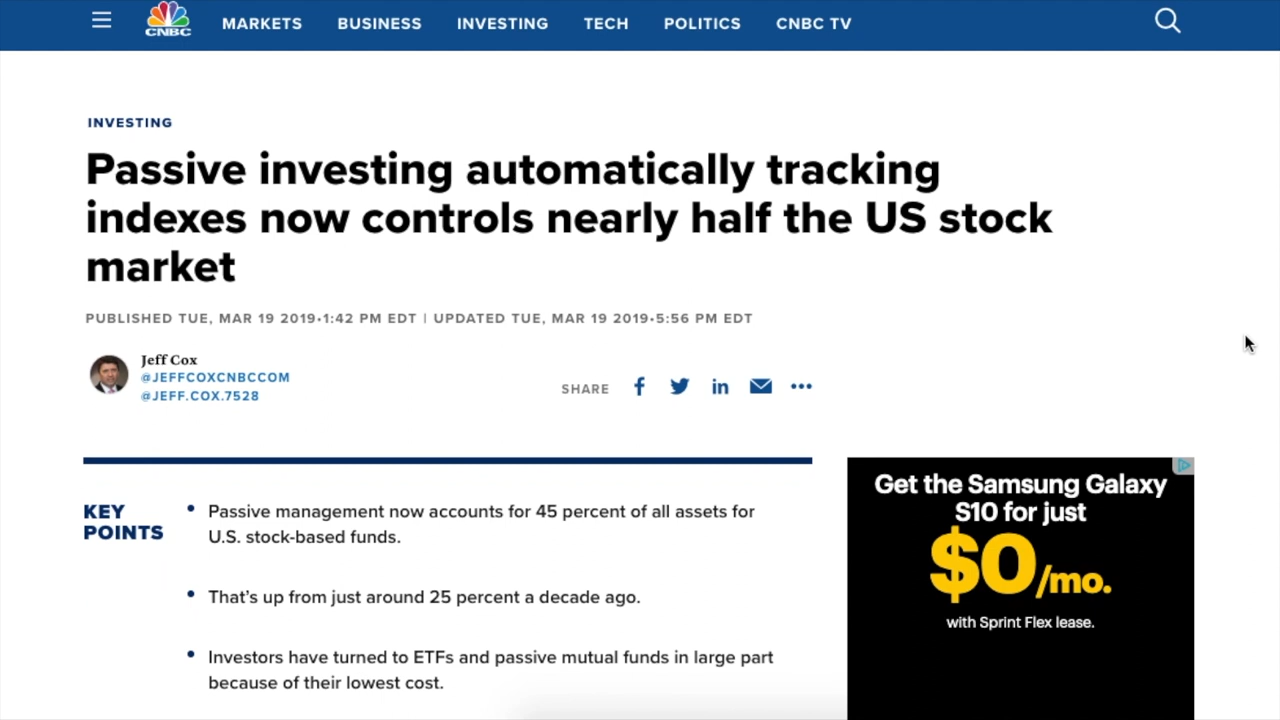 CNBC
MARKETS
BUSINESS
INVESTING
TECH
POLITICS
CNBC TV
INVESTING
Passive investing automatically tracking
indexes now controls nearly half the US stock
market
PUBLISHED TUE, MAR 19 2019•1:42 PM EDT | UPDATED TUE, MAR 19 2019•5:56 PM EDT
Jeff Cox
@JEFFCOXCNBCCOM
@JEFF.COX.7528
SHARE
KEY
POINTS
• Passive management now accounts for 45 percent of all assets for
U.S. stock-based funds.
• That's up from just around 25 percent a decade ago.
• Investors have turned to ETFs and passive mutual funds in large part
because of their lowest cost.
Get the Samsung Galaxy
S10 for just
$0/mo.
with Sprint Flex lease.